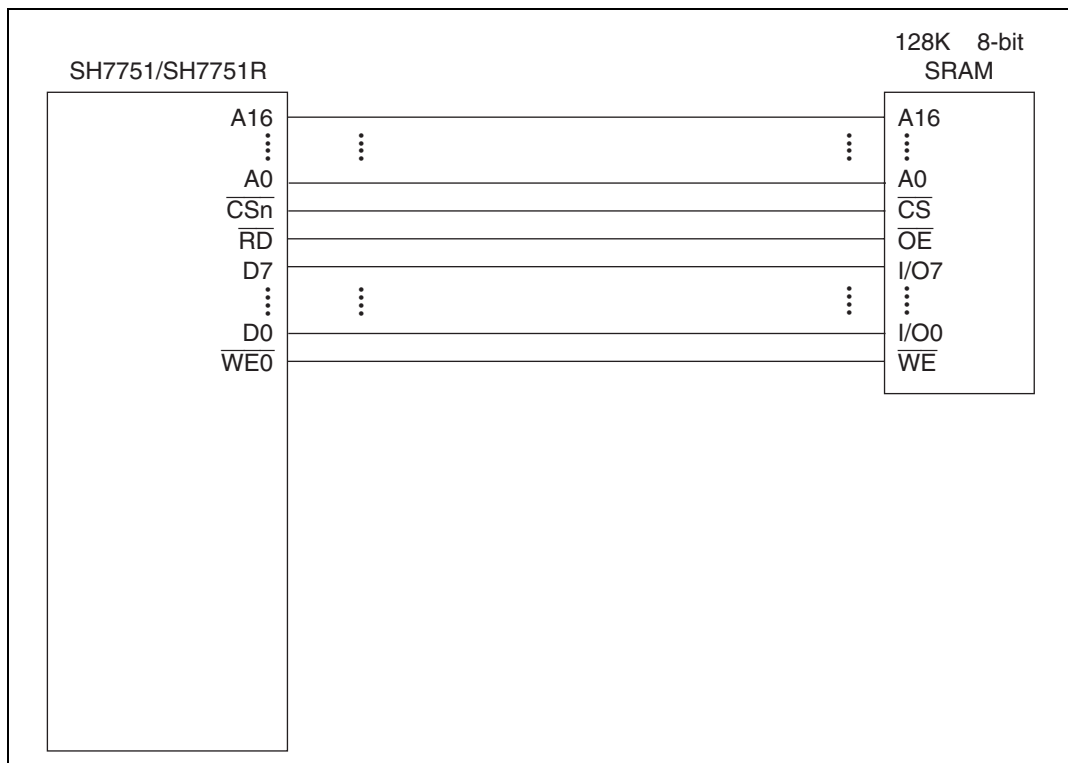 128K 8-bit
SH7751/SH7751R SRAM
A16 A16
A0 A0
CSn CS
RD OE
D7 I/O7
D0 I/O0
WE0 WE